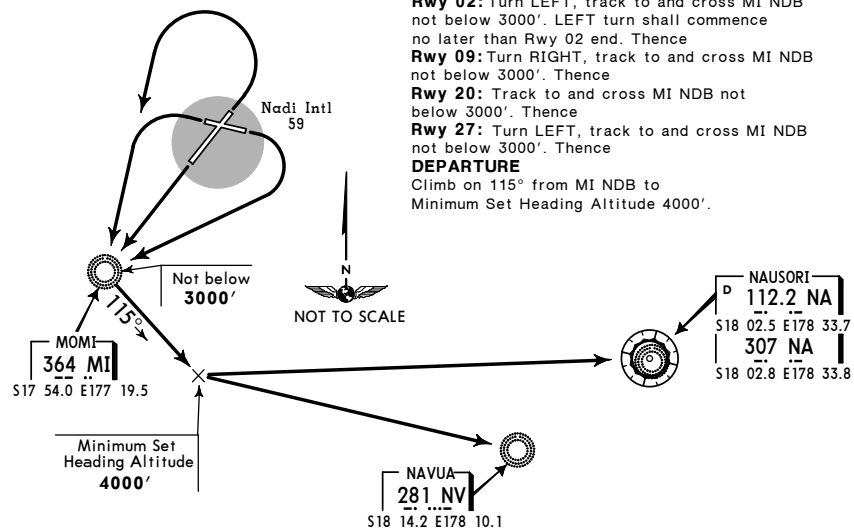 Rwy 02: Turn LEFT, track to and cross MI NDB
not below 3000'. LEFT turn shall commence
no later than Rwy 02 end. Thence
Rwy 09: Turn RIGHT, track to and cross MI NDB
not below 3000'. Thence
Rwy 20: Track to and cross MI NDB not
below 3000'. Thence
Rwy 27: Turn LEFT, track to and cross MI NDB
not below 3000'. Thence
DEPARTURE
Climb on 115° from MI NDB to
Minimum Set Heading Altitude 4000'.
Nadi Intl
59
Not below
3000'
115°
N
NOT TO SCALE
MOMI
364 MI
S17 54.0 E177 19.5
Minimum Set
Heading Altitude
4000'
NAUSORI
D 112.2 NA
S18 02.5 E178 33.7
307 NA
S18 02.8 E178 33.8
NAVUA
281 NV
S18 14.2 E178 10.1